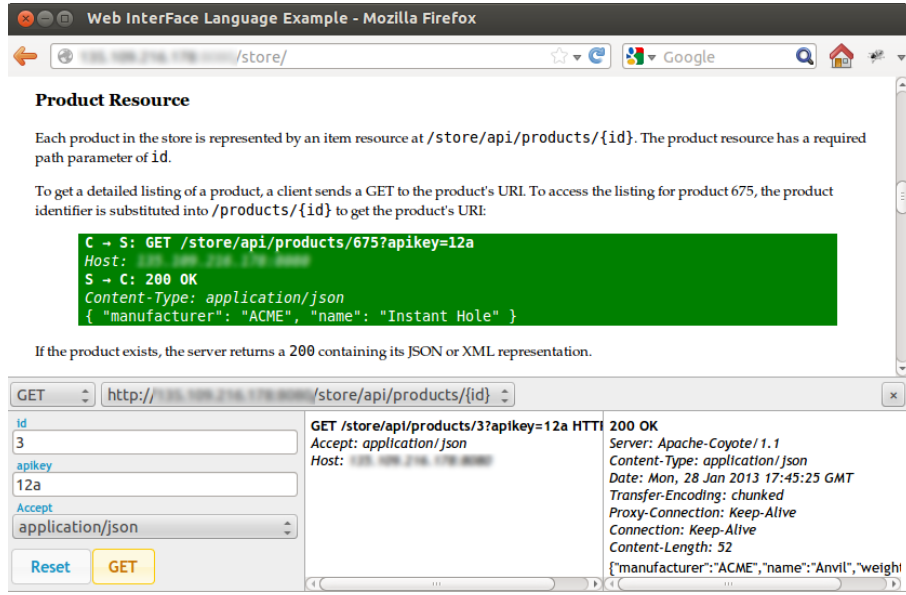 Web InterFace Language Example - Mozilla Firefox
/store/
Google
Product Resource
Each product in the store is represented by an item resource at /store/api/products/{id}. The product resource has a required
path parameter of id.
To get a detailed listing of a product, a client sends a GET to the product's URI. To access the listing for product 675, the product
identifier is substituted into /products/{id} to get the product's URI:
C → S: GET /store/api/products/675?apikey=12a
Host:
S → C: 200 OK
Content-Type: application/json
{ "manufacturer": "ACME", "name": "Instant Hole" }
If the product exists, the server returns a 200 containing its JSON or XML representation.
GET http:// /store/api/products/{id}
id
3
apikey
12a
Accept
application/json
Reset GET
GET /store/api/products/3?apikey=12a HTTP
Accept: application/json
Host:
200 OK
Server: Apache-Coyote/1.1
Content-Type: application/json
Date: Mon, 28 Jan 2013 17:45:25 GMT
Transfer-Encoding: chunked
Proxy-Connection: Keep-Alive
Connection: Keep-Alive
Content-Length: 52
{"manufacturer":"ACME","name":"Anvil","weight